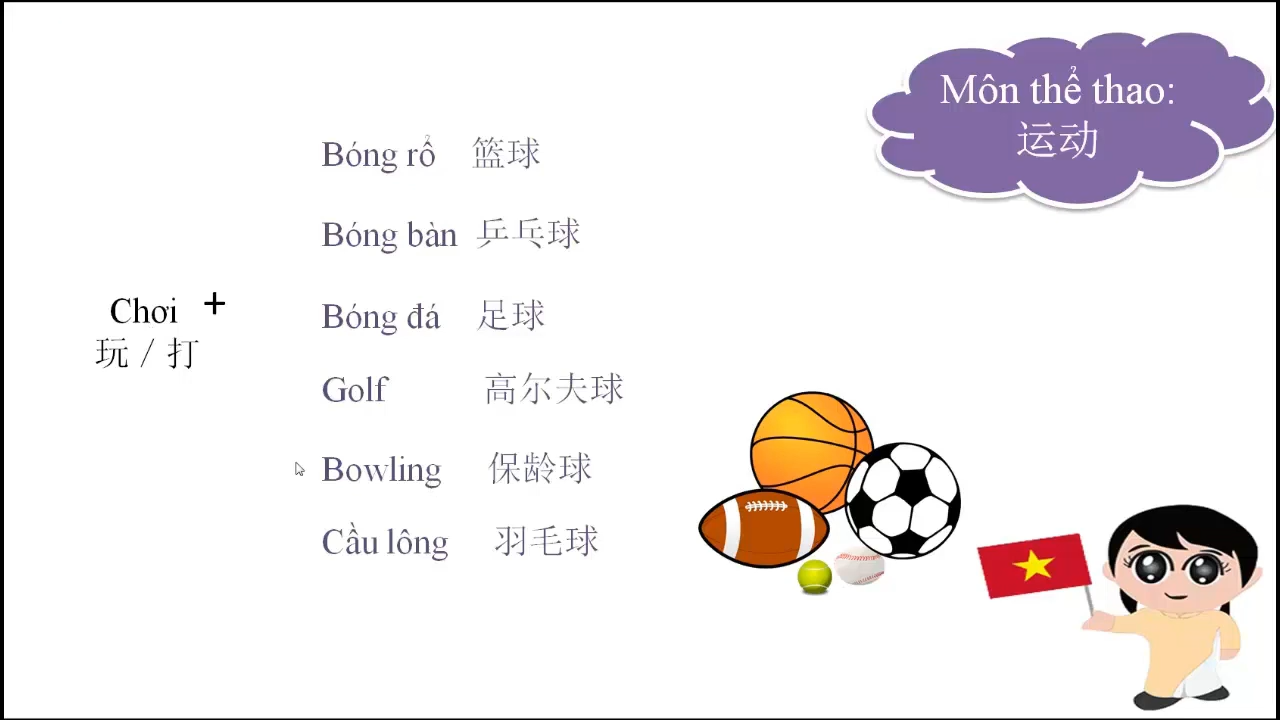 Môn thể thao:
运动
Bóng rổ 篮球
Bóng bàn 乒乓球
Chơi +
玩 / 打
Bóng đá 足球
Golf 高尔夫球
Bowling 保龄球
Cầu lông 羽毛球